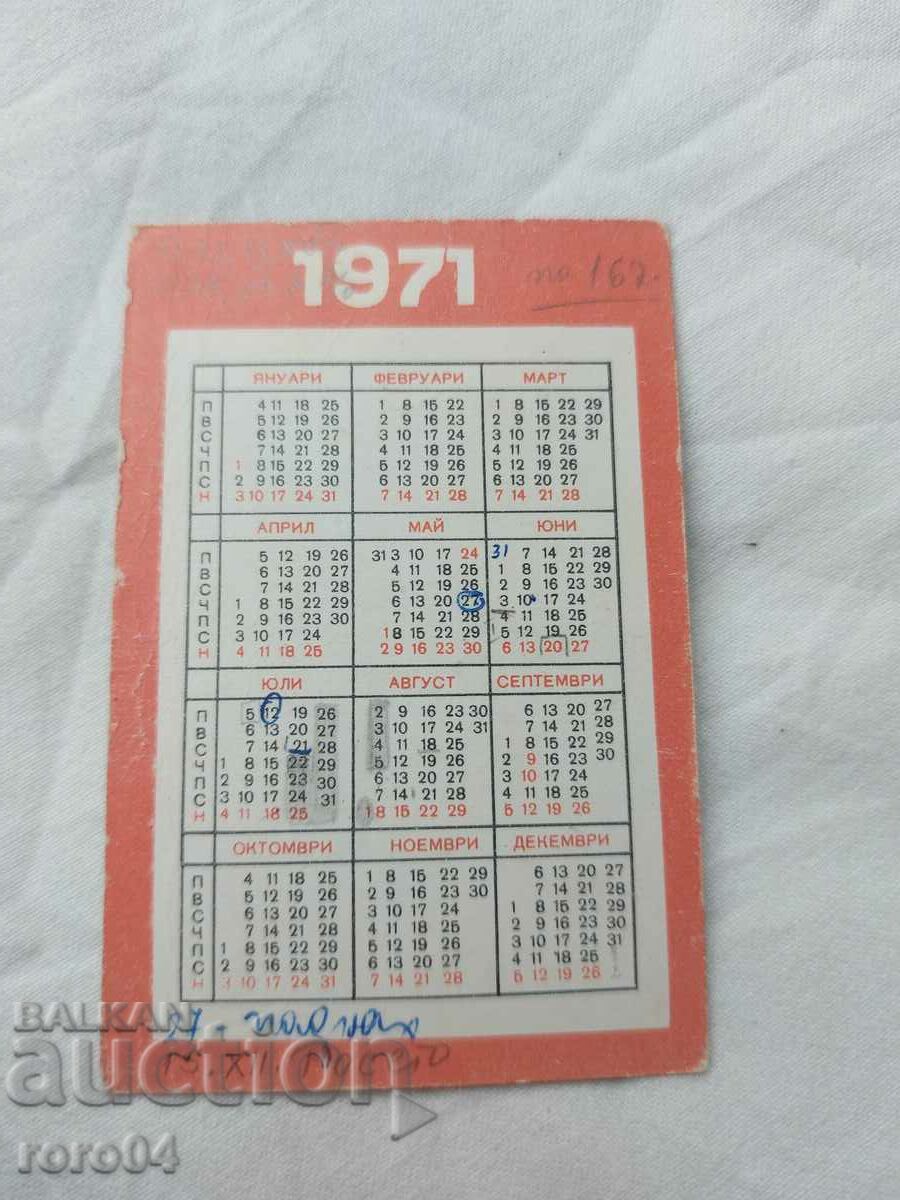 1971
по 167.
ЯНУАРИ ФЕВРУАРИ МАРТ
П 4 11 18 25 1 8 15 22 1 8 15 22 29
В 5 12 19 26 2 9 16 23 2 9 16 23 30
С 6 13 20 27 3 10 17 24 3 10 17 24 31
Ч 7 14 21 28 4 11 18 25 4 11 18 25
П 1 8 15 22 29 5 12 19 26 5 12 19 26
С 2 9 16 23 30 6 13 20 27 6 13 20 27
Н 3 10 17 24 31 7 14 21 28 7 14 21 28
АПРИЛ МАЙ ЮНИ
П 5 12 19 26 31 3 10 17 24 31 7 14 21 28
В 6 13 20 27 4 11 18 25 1 8 15 22 29
С 7 14 21 28 5 12 19 26 2 9 16 23 30
Ч 1 8 15 22 29 6 13 20 27 3 10 17 24
П 2 9 16 23 30 7 14 21 28 4 11 18 25
С 3 10 17 24 1 8 15 22 29 5 12 19 26
Н 4 11 18 25 2 9 16 23 30 6 13 20 27
ЮЛИ АВГУСТ СЕПТЕМВРИ
П 5 12 19 26 2 9 16 23 30 6 13 20 27
В 6 13 20 27 3 10 17 24 31 7 14 21 28
С 7 14 21 28 4 11 18 25 1 8 15 22 29
Ч 1 8 15 22 29 5 12 19 26 2 9 16 23 30
П 2 9 16 23 30 6 13 20 27 3 10 17 24
С 3 10 17 24 31 7 14 21 28 4 11 18 25
Н 4 11 18 25 1 8 15 22 29 5 12 19 26
ОКТОМВРИ НОЕМВРИ ДЕКЕМВРИ
П 4 11 18 25 1 8 15 22 29 6 13 20 27
В 5 12 19 26 2 9 16 23 30 7 14 21 28
С 6 13 20 27 3 10 17 24 1 8 15 22 29
Ч 7 14 21 28 4 11 18 25 2 9 16 23 30
П 1 8 15 22 29 5 12 19 26 3 10 17 24 31
С 2 9 16 23 30 6 13 20 27 4 11 18 25
Н 3 10 17 24 31 7 14 21 28 5 12 19 26
15. XI.
BALKAN
auction
roro04